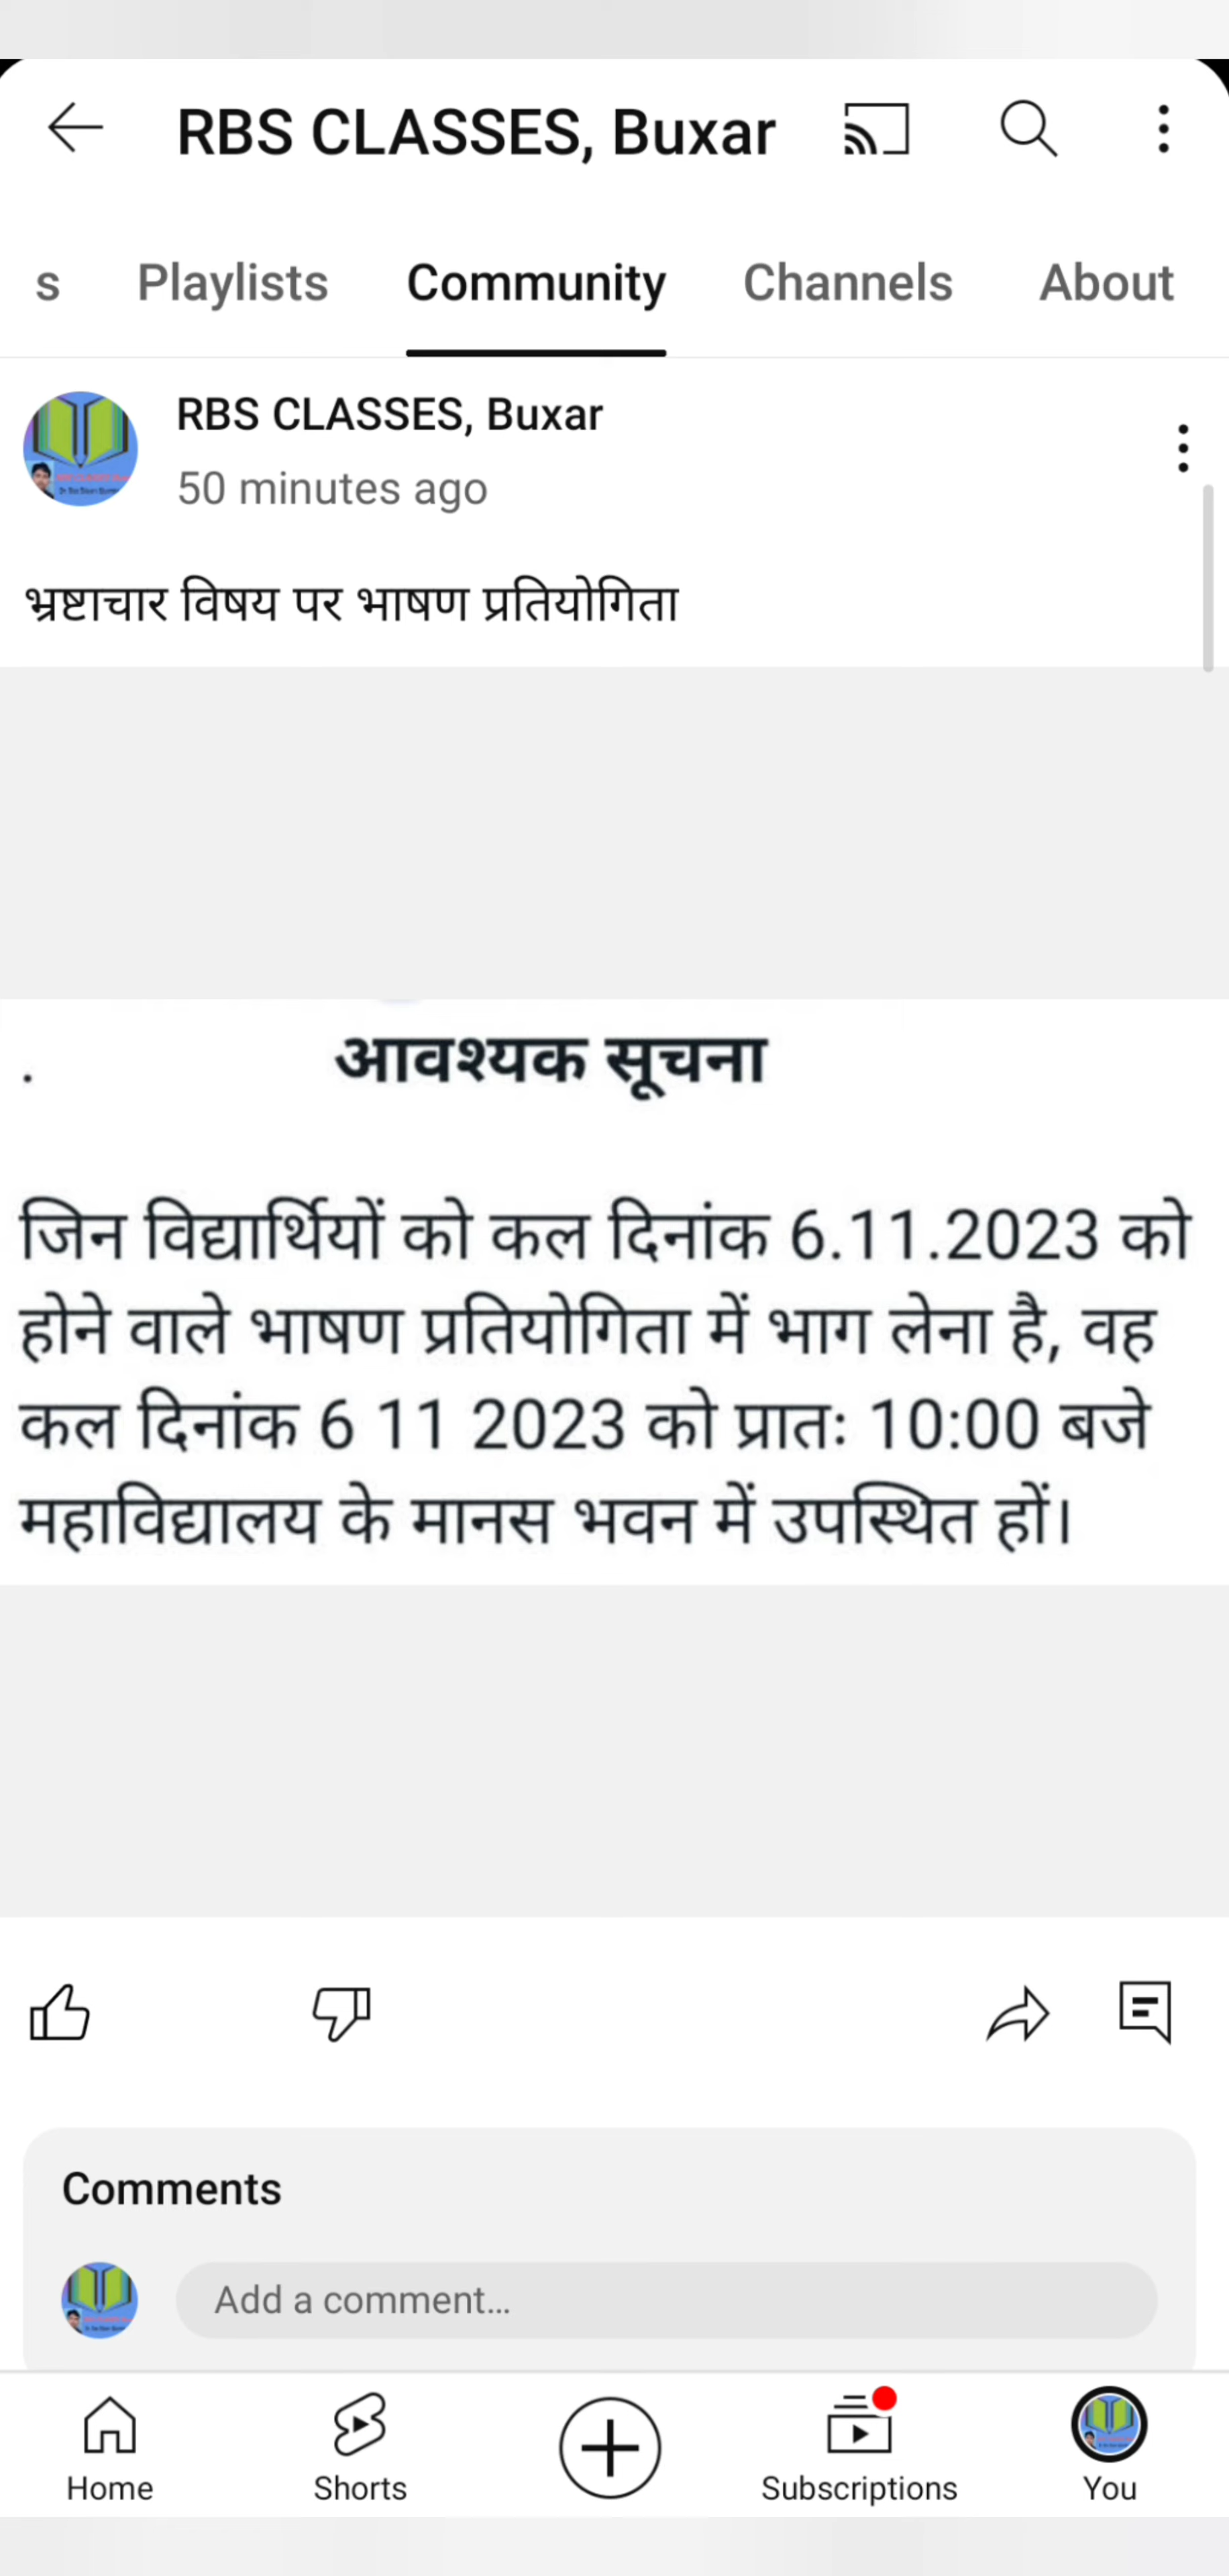 RBS CLASSES, Buxar
s Playlists Community Channels About
RBS CLASSES, Buxar
50 minutes ago
भ्रष्टाचार विषय पर भाषण प्रतियोगिता
. आवश्यक सूचना
जिन विद्यार्थियों को कल दिनांक 6.11.2023 को
होने वाले भाषण प्रतियोगिता में भाग लेना है, वह
कल दिनांक 6 11 2023 को प्रातः 10:00 बजे
महाविद्यालय के मानस भवन में उपस्थित हों।
Comments
Add a comment...
Home Shorts Subscriptions You